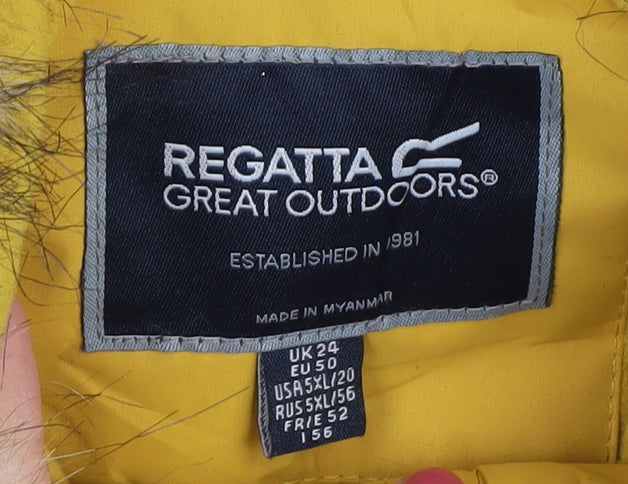 REGATTA
GREAT OUTDOORS®
ESTABLISHED IN 1981
MADE IN MYANMAR
UK 24
EU 50
USA 5XL/20
RUS 5XL/56
FR/E 52
I 56